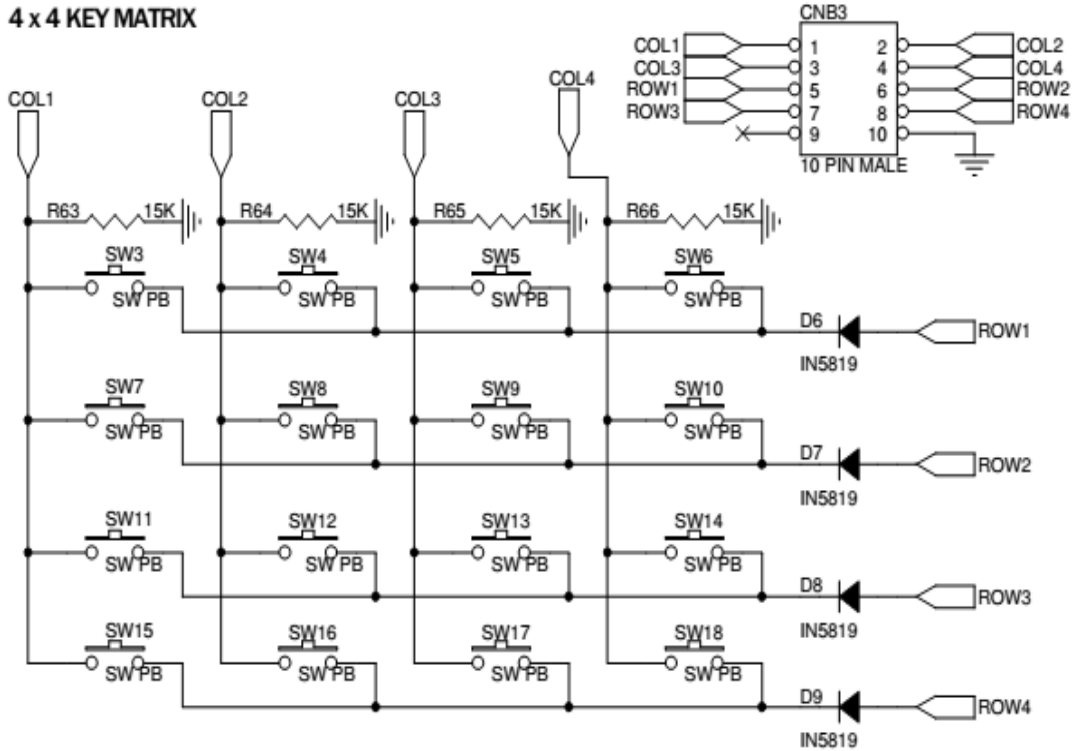 4 x 4 KEY MATRIX
CNB3
COL1 1 2 COL2
COL3 3 4 COL4
ROW1 5 6 ROW2
ROW3 7 8 ROW4
9 10
10 PIN MALE
COL1 COL2 COL3 COL4
R63 15K R64 15K R65 15K R66 15K
SW3 SW4 SW5 SW6
SW PB SW PB SW PB SW PB
D6 ROW1
IN5819
SW7 SW8 SW9 SW10
SW PB SW PB SW PB SW PB
D7 ROW2
IN5819
SW11 SW12 SW13 SW14
SW PB SW PB SW PB SW PB
D8 ROW3
IN5819
SW15 SW16 SW17 SW18
SW PB SW PB SW PB SW PB
D9 ROW4
IN5819